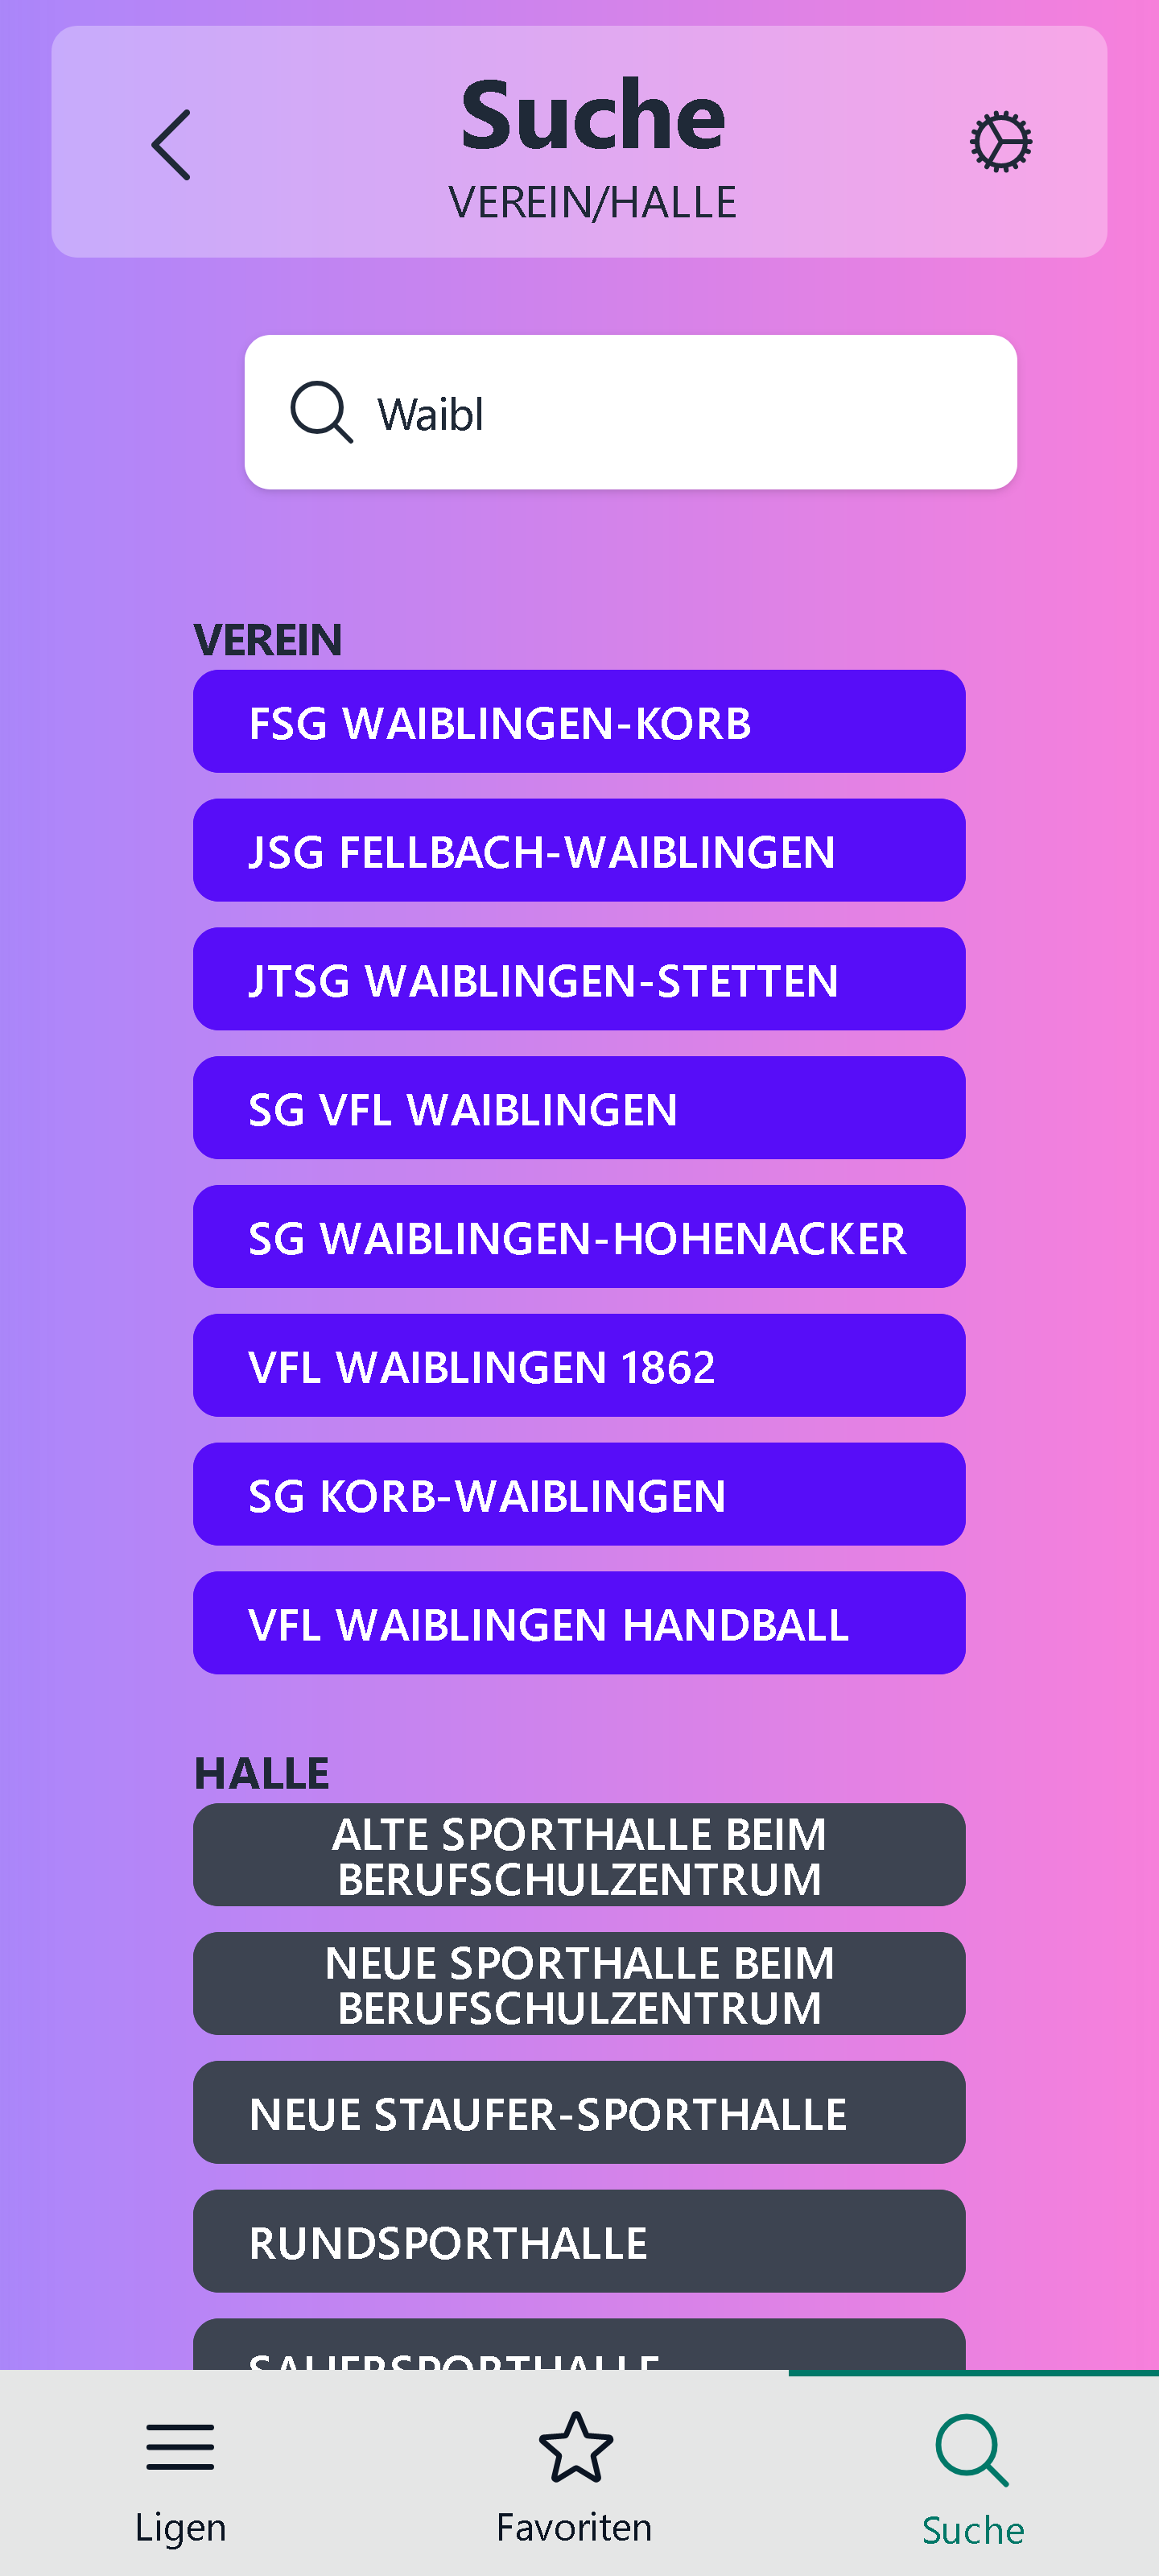 Suche
VEREIN/HALLE
Waibl
VEREIN
FSG WAIBLINGEN-KORB
JSG FELLBACH-WAIBLINGEN
JTSG WAIBLINGEN-STETTEN
SG VFL WAIBLINGEN
SG WAIBLINGEN-HOHENACKER
VFL WAIBLINGEN 1862
SG KORB-WAIBLINGEN
VFL WAIBLINGEN HANDBALL
HALLE
ALTE SPORTHALLE BEIM
BERUFSCHULZENTRUM
NEUE SPORTHALLE BEIM
BERUFSCHULZENTRUM
NEUE STAUFER-SPORTHALLE
RUNDSPORTHALLE
Ligen
Favoriten
Suche